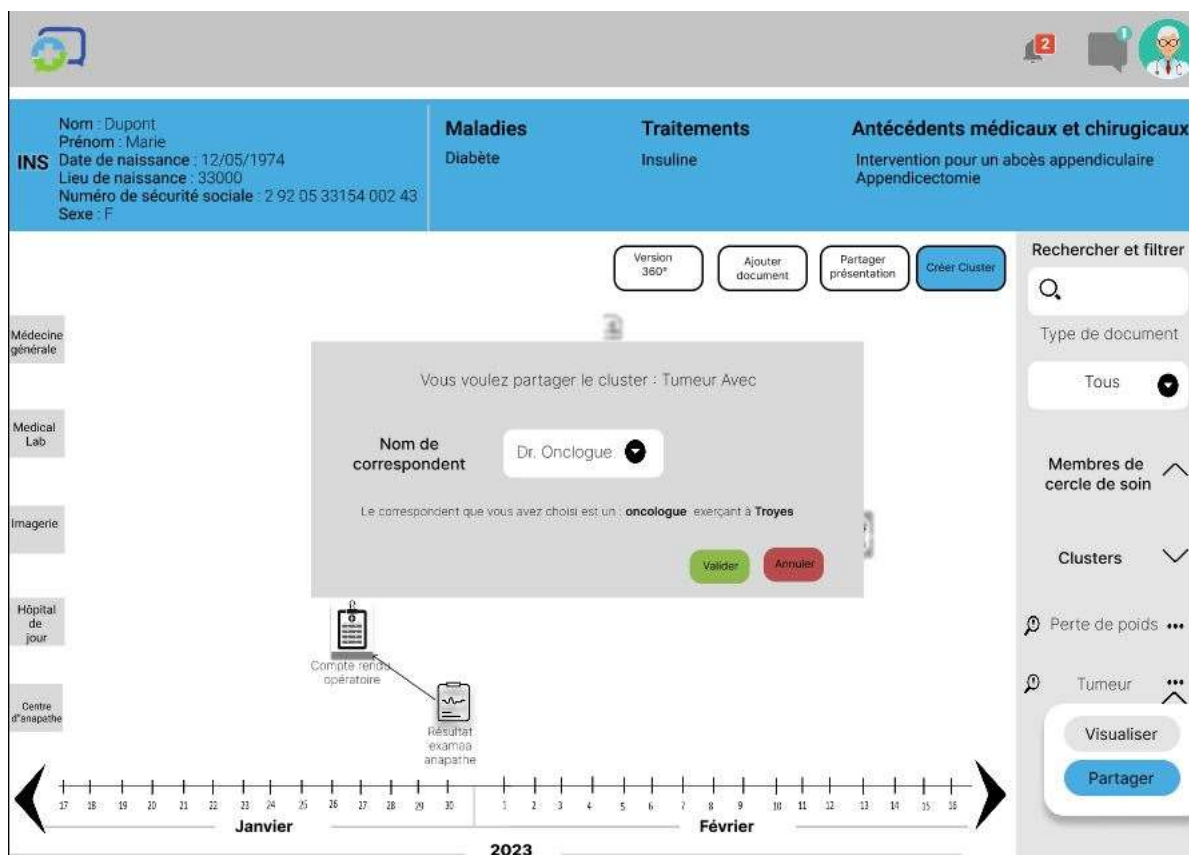 2
1
INS
Nom : Dupont
Prénom : Marie
Date de naissance : 12/05/1974
Lieu de naissance : 33000
Numéro de sécurité sociale : 2 92 05 33154 002 43
Sexe : F
Maladies
Diabète
Traitements
Insuline
Antécédents médicaux et chirugicaux
Intervention pour un abcès appendiculaire
Appendicectomie
Version
360°
Ajouter
document
Partager
présentation
Créer Cluster
Rechercher et filtrer
Type de document
Tous
Membres de
cercle de soin
Clusters
Perte de poids
Tumeur
Visualiser
Partager
Médecine
générale
Medical
Lab
Imagerie
Hôpital
de
jour
Centre
d"anapathe
Vous voulez partager le cluster : Tumeur Avec
Nom de
correspondent
Dr. Onclogue
Le correspondent que vous avez choisi est un : oncologue exerçant à Troyes
Valider
Annuler
Compte rendu
opératoire
Résultat
examaa
anapathe
17 18 19 20 21 22 23 24 25 26 27 28 29 30 1 2 3 4 5 6 7 8 9 10 11 12 13 14 15 16
Janvier
Février
2023